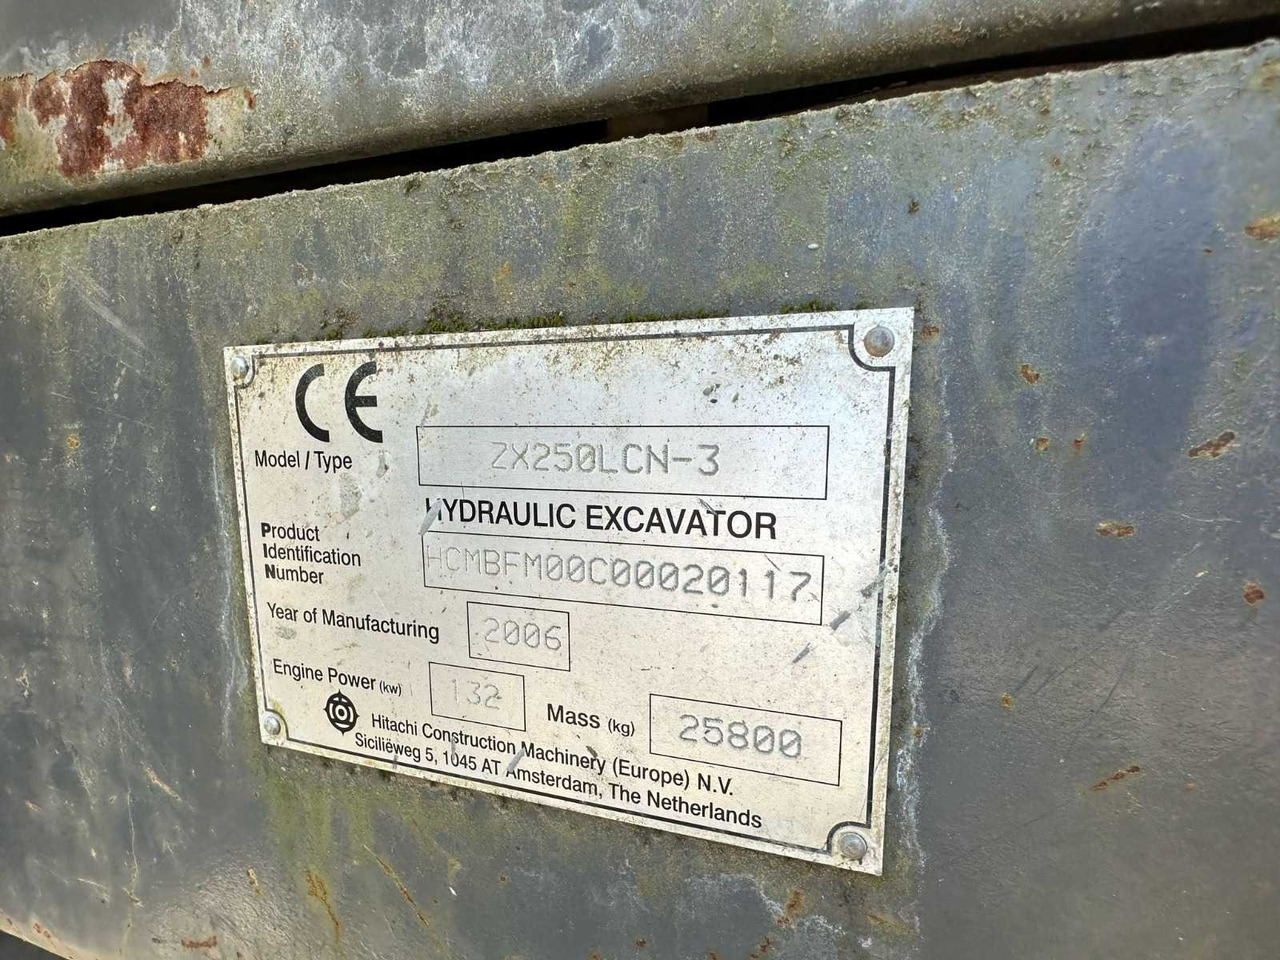 CE
Model / Type ZX250LCN-3
HYDRAULIC EXCAVATOR
Product
Identification
Number
HCMBFM00C00020117
Year of Manufacturing 2006
Engine Power (kw) 132 Mass (kg) 25800
Hitachi Construction Machinery (Europe) N.V.
Siciliëweg 5, 1045 AT Amsterdam, The Netherlands